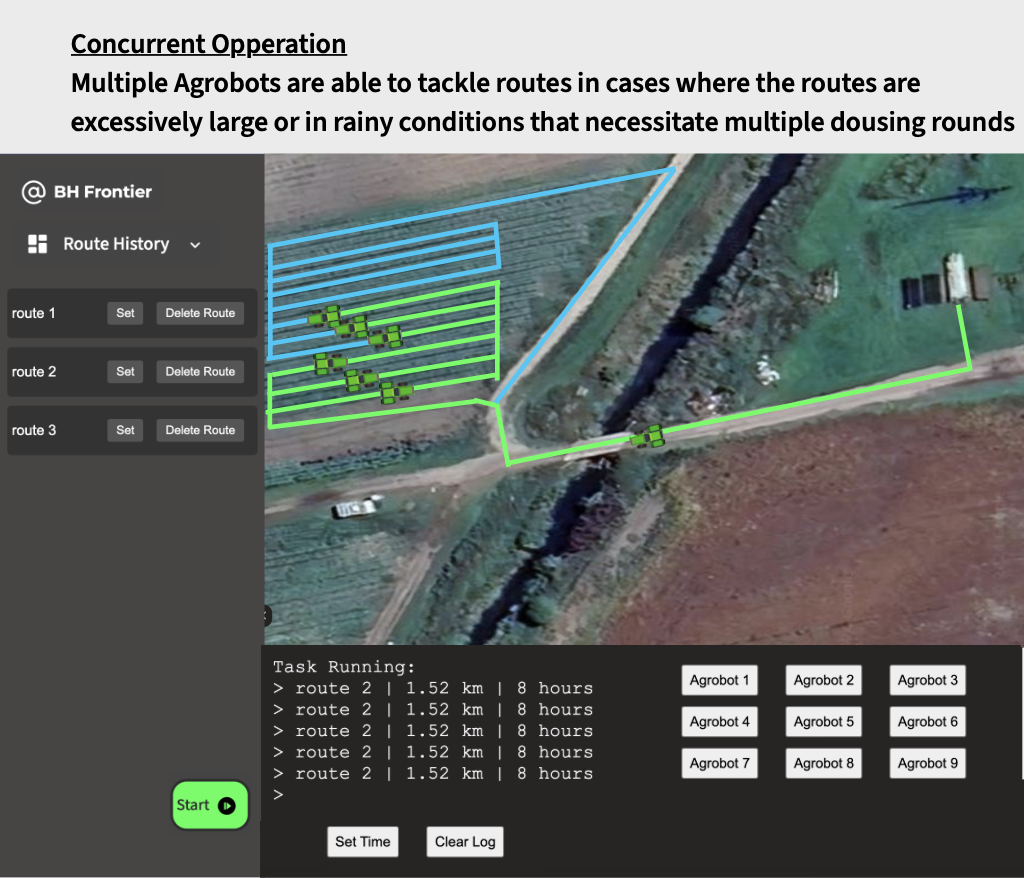 Concurrent Opperation
Multiple Agrobots are able to tackle routes in cases where the routes are
excessively large or in rainy conditions that necessitate multiple dousing rounds
@ BH Frontier
Route History
route 1 Set Delete Route
route 2 Set Delete Route
route 3 Set Delete Route
Start
Task Running:
> route 2 | 1.52 km | 8 hours
> route 2 | 1.52 km | 8 hours
> route 2 | 1.52 km | 8 hours
> route 2 | 1.52 km | 8 hours
> route 2 | 1.52 km | 8 hours
>
Set Time Clear Log
Agrobot 1 Agrobot 2 Agrobot 3
Agrobot 4 Agrobot 5 Agrobot 6
Agrobot 7 Agrobot 8 Agrobot 9